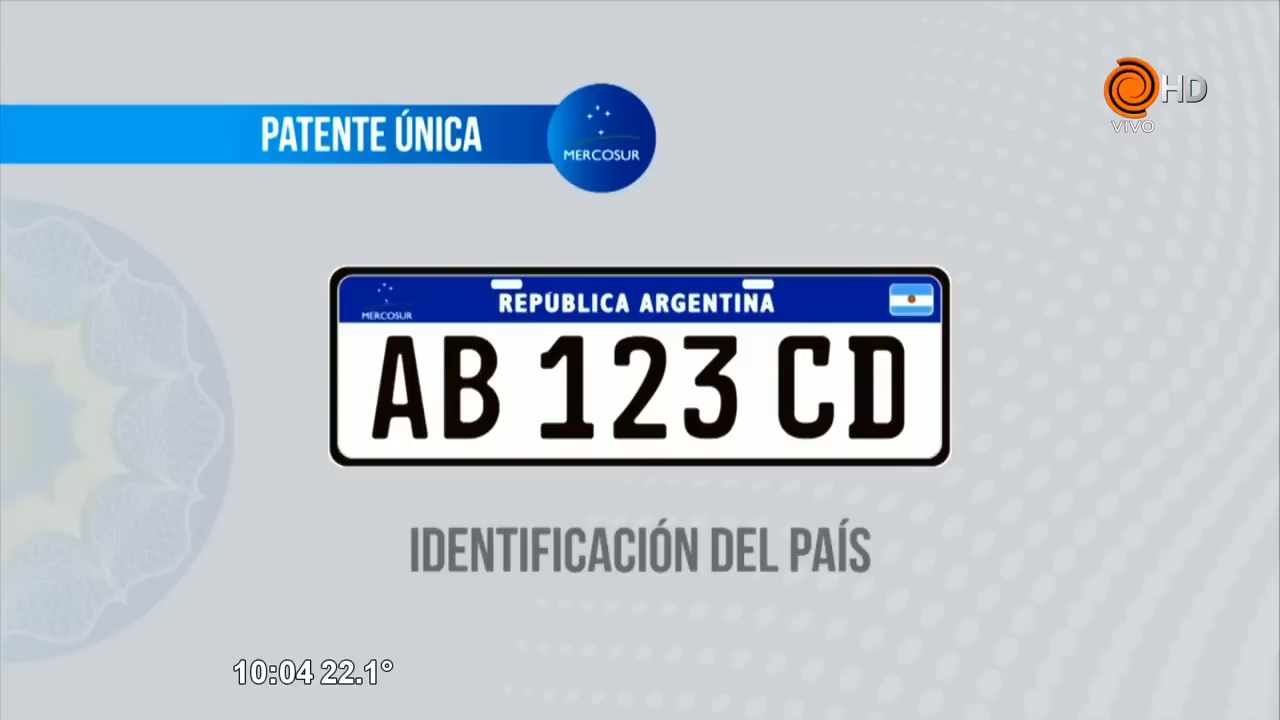 HD
VIVO
PATENTE ÚNICA
MERCOSUR
REPÚBLICA ARGENTINA
MERCOSUR
AB 123 CD
IDENTIFICACIÓN DEL PAÍS
10:04 22.1°